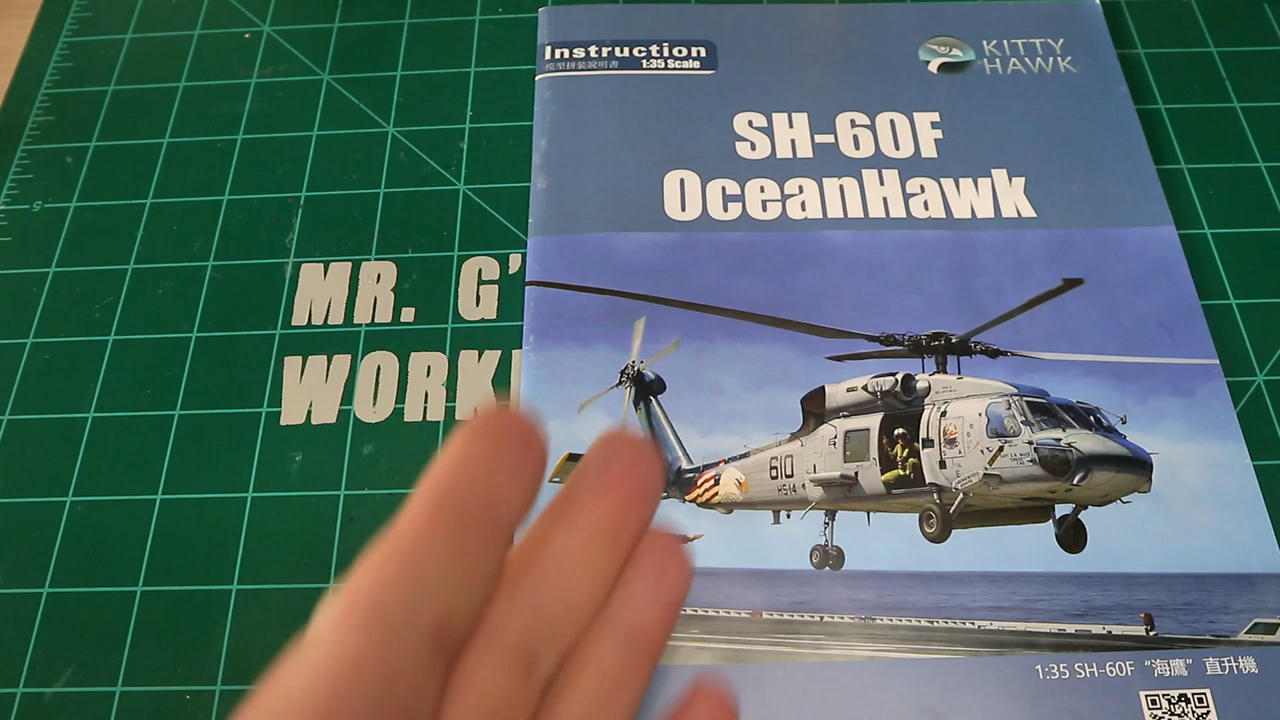 Instruction
模型拼裝說明書 1:35 Scale
KITTY
HAWK
SH-60F
OceanHawk
MR. G'
WORK
5
610
HS14
1:35 SH-60F “海鷹” 直升機